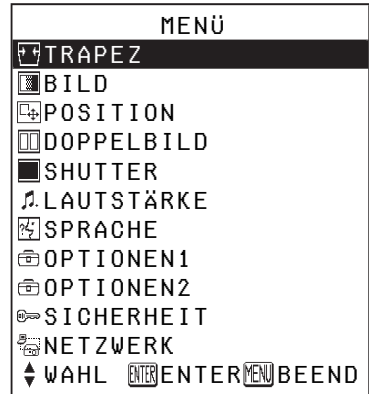 MENÜ
TRAPEZ
BILD
POSITION
DOPPELBILD
SHUTTER
LAUTSTÄRKE
SPRACHE
OPTIONEN1
OPTIONEN2
SICHERHEIT
NETZWERK
WAHL ENTER ENTER MENU BEEND